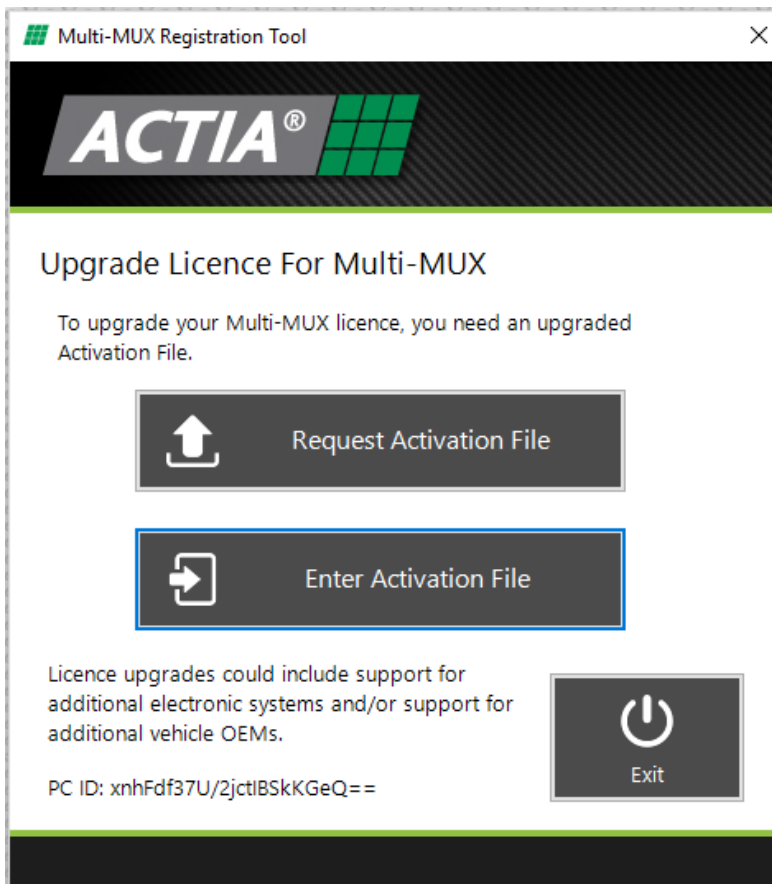 Multi-MUX Registration Tool
ACTIA®
Upgrade Licence For Multi-MUX
To upgrade your Multi-MUX licence, you need an upgraded
Activation File.
Request Activation File
Enter Activation File
Licence upgrades could include support for
additional electronic systems and/or support for
additional vehicle OEMs.
PC ID: xnhFdf37U/2jctIBSkKGeQ==
Exit